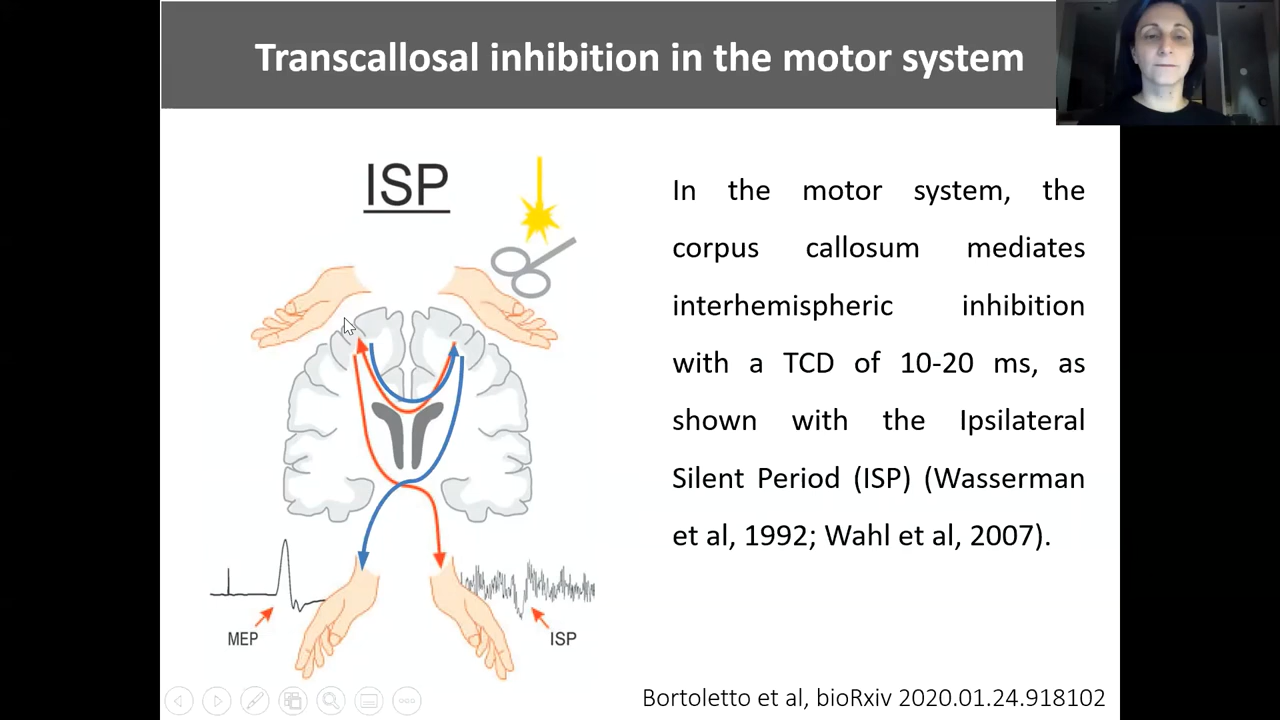 Transcallosal inhibition in the motor system
ISP
In the motor system, the
corpus callosum mediates
interhemispheric inhibition
with a TCD of 10-20 ms, as
shown with the Ipsilateral
Silent Period (ISP) (Wasserman
et al, 1992; Wahl et al, 2007).
MEP
ISP
Bortoletto et al, bioRxiv 2020.01.24.918102